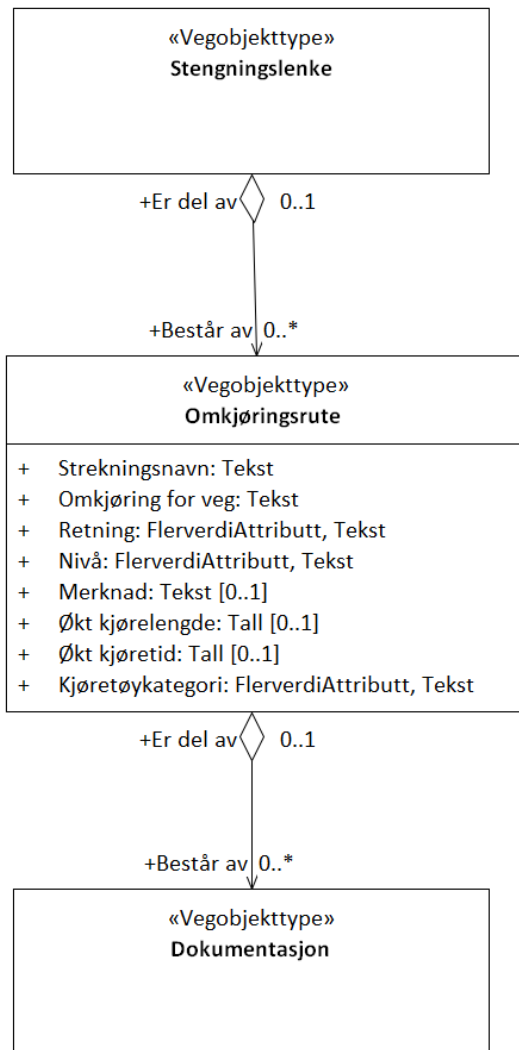 «Vegobjekttype»
Stengningslenke
+Er del av 0..1
+Består av 0..*
«Vegobjekttype»
Omkjøringsrute
+ Strekningsnavn: Tekst
+ Omkjøring for veg: Tekst
+ Retning: FlerverdiAttributt, Tekst
+ Nivå: FlerverdiAttributt, Tekst
+ Merknad: Tekst [0..1]
+ Økt kjørelengde: Tall [0..1]
+ Økt kjøretid: Tall [0..1]
+ Kjøretøykategori: FlerverdiAttributt, Tekst
+Er del av 0..1
+Består av 0..*
«Vegobjekttype»
Dokumentasjon